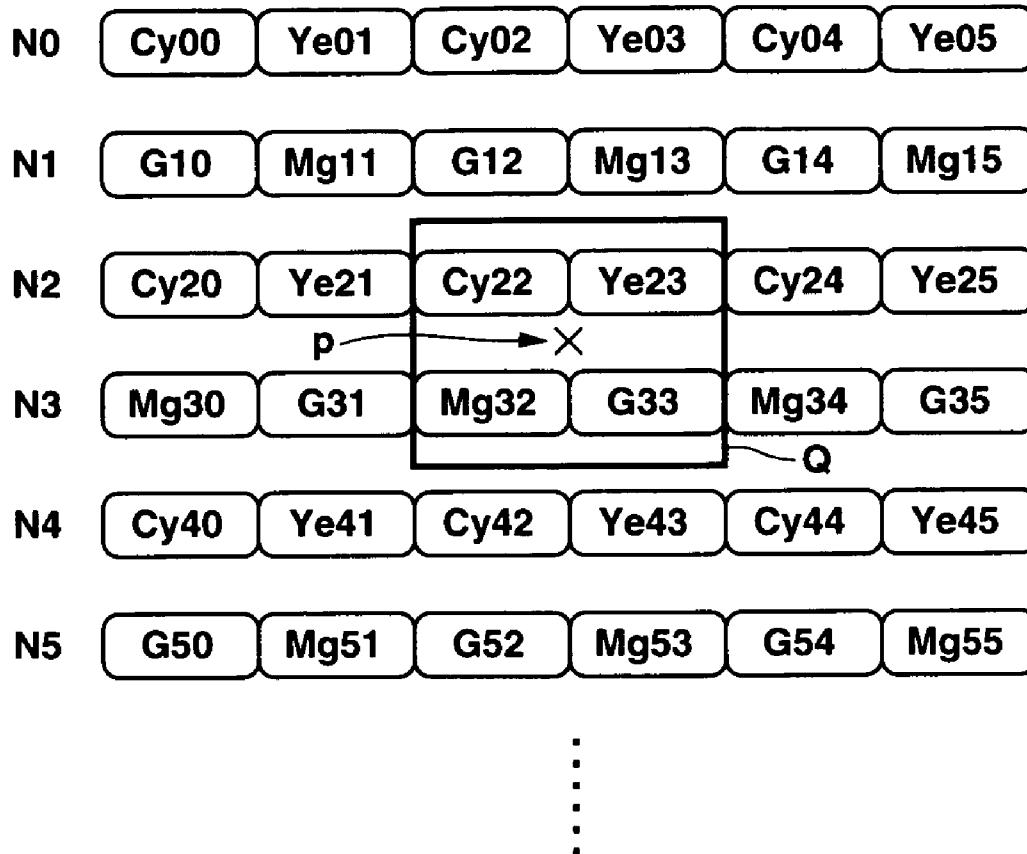 N0 Cy00 Ye01 Cy02 Ye03 Cy04 Ye05
N1 G10 Mg11 G12 Mg13 G14 Mg15
N2 Cy20 Ye21 Cy22 Ye23 Cy24 Ye25
p
N3 Mg30 G31 Mg32 G33 Mg34 G35
Q
N4 Cy40 Ye41 Cy42 Ye43 Cy44 Ye45
N5 G50 Mg51 G52 Mg53 G54 Mg55